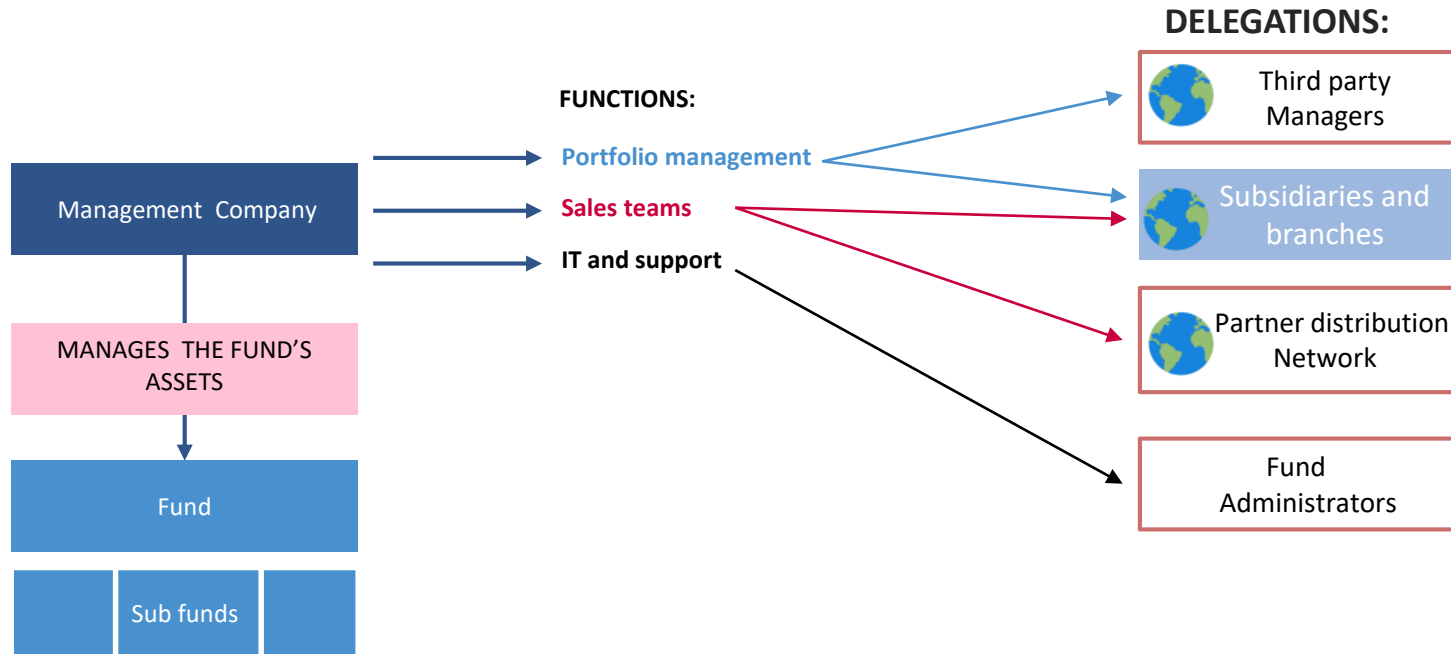 DELEGATIONS:
Third party
Managers
FUNCTIONS:
Portfolio management
Management Company
Sales teams
Subsidiaries and
branches
IT and support
MANAGES THE FUND'S
ASSETS
Partner distribution
Network
Fund
Fund
Administrators
Sub funds